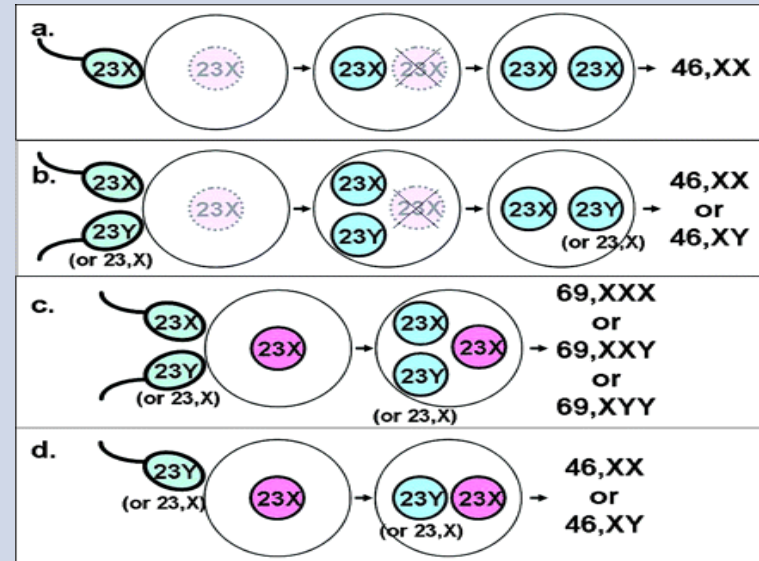 a.
23X 23X 23X 23X 23X 23X 46,XX
b.
23X 23X 23X 46,XX
or
23Y 23X 23Y 23X 23Y 46,XY
(or 23,X) (or 23,X)
c.
69,XXX
23X 23X or
23X 23X 69,XXY
23Y 23Y or
(or 23,X) (or 23,X) 69,XYY
d.
23Y 46,XX
(or 23,X) 23X 23Y 23X or
(or 23,X) 46,XY